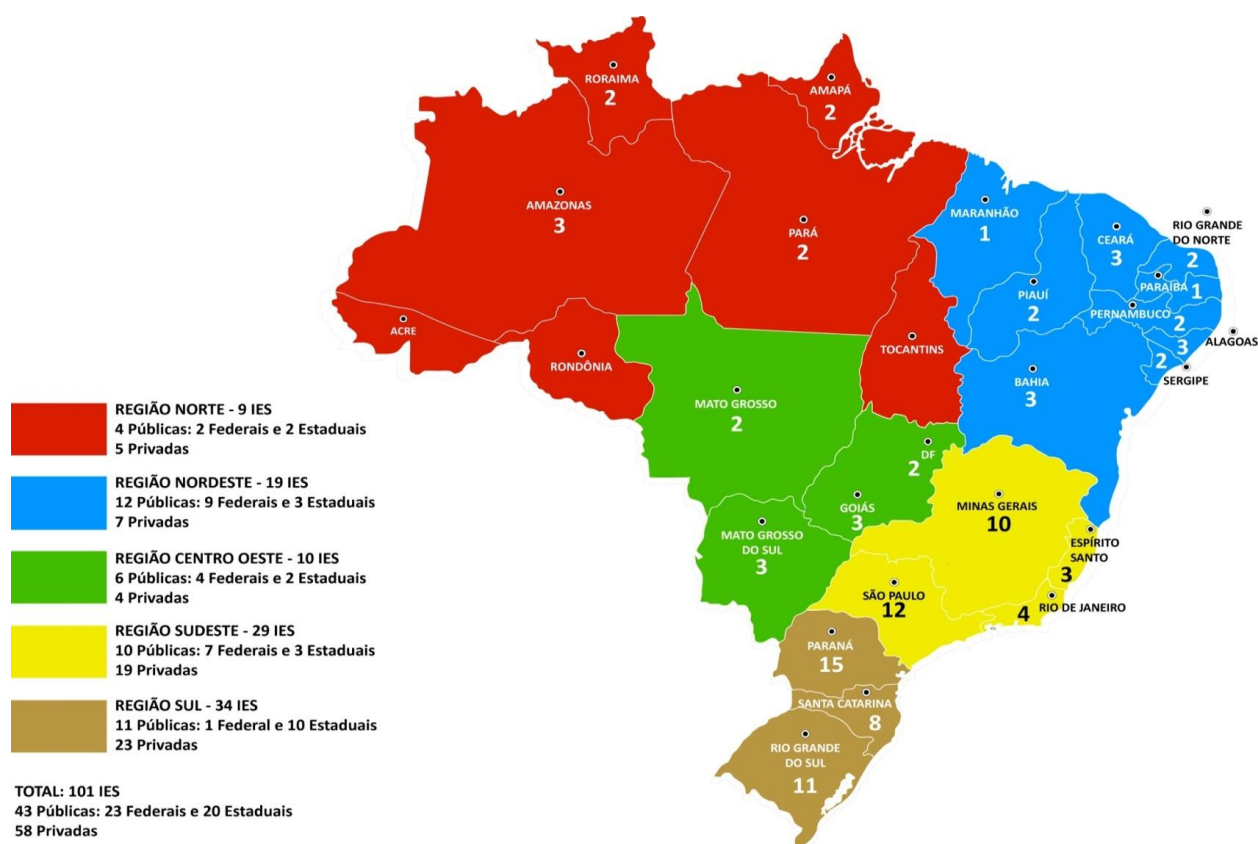 RORAIMA
2
AMAPÁ
2
AMAZONAS
3
PARÁ
2
MARANHÃO
1
CEARÁ
3
RIO GRANDE
DO NORTE
2
PARAÍBA
1
PIAUÍ
2
PERNAMBUCO
2
ALAGOAS
3
SERGIPE
2
ACRE
RONDÔNIA
TOCANTINS
BAHIA
3
MATO GROSSO
2
DF
2
GOIÁS
3
MATO GROSSO
DO SUL
3
MINAS GERAIS
10
ESPÍRITO
SANTO
3
RIO DE JANEIRO
4
SÃO PAULO
12
PARANÁ
15
SANTA CATARINA
8
RIO GRANDE
DO SUL
11
REGIÃO NORTE - 9 IES
4 Públicas: 2 Federais e 2 Estaduais
5 Privadas
REGIÃO NORDESTE - 19 IES
12 Públicas: 9 Federais e 3 Estaduais
7 Privadas
REGIÃO CENTRO OESTE - 10 IES
6 Públicas: 4 Federais e 2 Estaduais
4 Privadas
REGIÃO SUDESTE - 29 IES
10 Públicas: 7 Federais e 3 Estaduais
19 Privadas
REGIÃO SUL - 34 IES
11 Públicas: 1 Federal e 10 Estaduais
23 Privadas
TOTAL: 101 IES
43 Públicas: 23 Federais e 20 Estaduais
58 Privadas